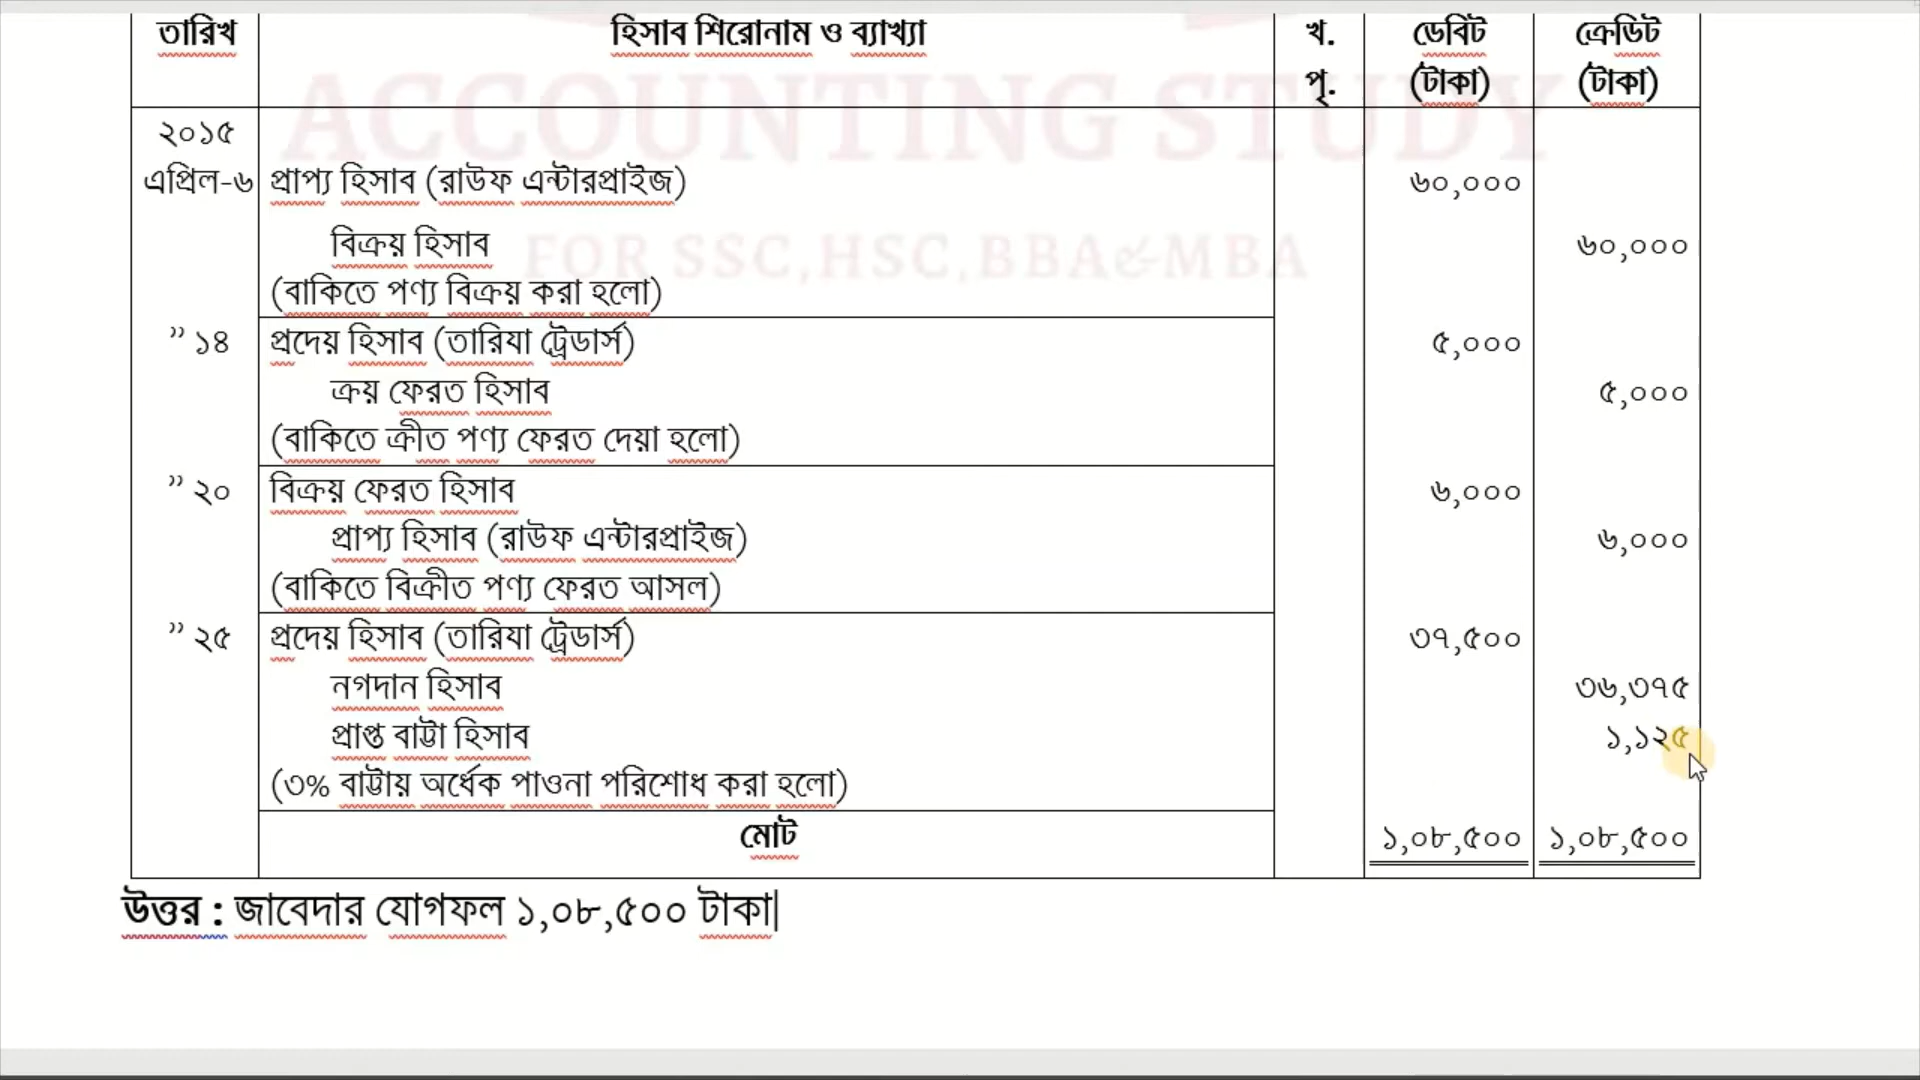 তারিখ হিসাব শিরোনাম ও ব্যাখ্যা খ. পৃ. ডেবিট (টাকা) ক্রেডিট (টাকা)
ACCOUNTING STUDY
FOR SSC,HSC,BBA&MBA
২০১৫
এপ্রিল-৬ প্রাপ্য হিসাব (রাউফ এন্টারপ্রাইজ) ৬০,০০০
বিক্রয় হিসাব ৬০,০০০
(বাকিতে পণ্য বিক্রয় করা হলো)
” ১৪ প্রদেয় হিসাব (তারিযা ট্রেডার্স) ৫,০০০
ক্রয় ফেরত হিসাব ৫,০০০
(বাকিতে ক্রীত পণ্য ফেরত দেয়া হলো)
” ২০ বিক্রয় ফেরত হিসাব ৬,০০০
প্রাপ্য হিসাব (রাউফ এন্টারপ্রাইজ) ৬,০০০
(বাকিতে বিক্রীত পণ্য ফেরত আসল)
” ২৫ প্রদেয় হিসাব (তারিযা ট্রেডার্স) ৩৭,৫০০
নগদান হিসাব ৩৬,৩৭৫
প্রাপ্ত বাট্টা হিসাব ১,১২৫
(৩% বাট্টায় অর্ধেক পাওনা পরিশোধ করা হলো)
মোট ১,০৮,৫০০ ১,০৮,৫০০
উত্তর : জাবেদার যোগফল ১,০৮,৫০০ টাকা